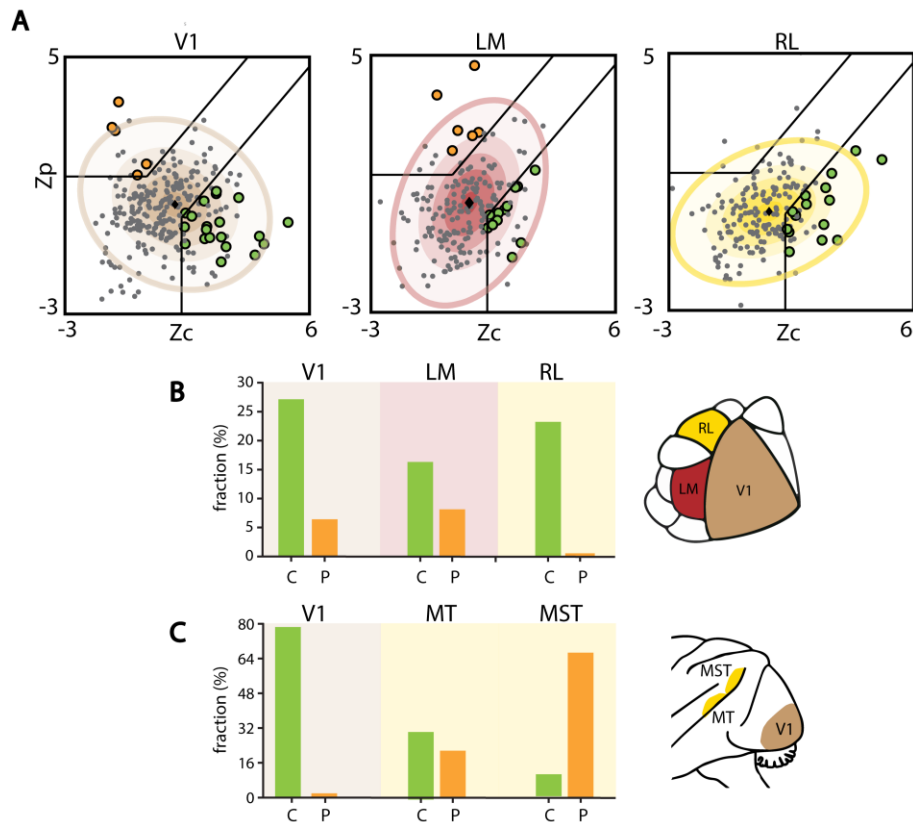 A
V1
LM
RL
5
5
5
Zp
-3
-3
-3
-3
Zc
6
-3
Zc
6
-3
Zc
6
B
V1
LM
RL
fraction (%)
30
25
20
15
10
5
0
C P C P C P
RL
LM
V1
C
V1
MT
MST
fraction (%)
80
64
48
32
16
0
C P C P C P
MST
MT
V1